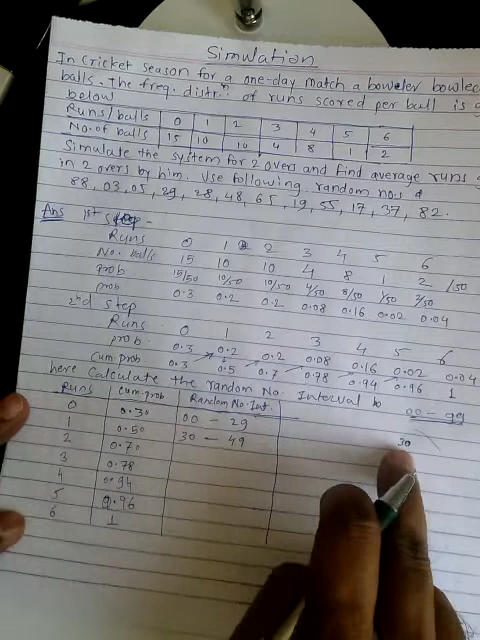 Simulation
In Cricket season for a one-day match a bowler bowled
balls. The freq. distrⁿ of runs scored per ball is
below
Runs/balls 0 1 2 3 4 5 6
No. of balls 15 10 10 4 8 1 2
Simulate the system for 2 overs and find average runs
in 2 overs by him. Use following random no.s
88, 03, 05, 29, 28, 48, 65, 19, 55, 17, 37, 82.
Ans 1st step -
Runs 0 1 2 3 4 5 6
No. balls 15 10 10 4 8 1 2 /50
prob 15/50 10/50 10/50 4/50 8/50 1/50 2/50
prob 0.3 0.2 0.2 0.08 0.16 0.02 0.04
2nd step
Runs 0 1 2 3 4 5 6
prob. 0.3 0.2 0.2 0.08 0.16 0.02 0.04
cum.prob 0.3 0.5 0.7 0.78 0.94 0.96 1
here Calculate the random No. Interval to 00 - 99
Runs cum.prob Random No. Int.
0 0.30 00 - 29
1 0.50 30 - 49
2 0.70 30
3 0.78
4 0.94
5 0.96
6 1